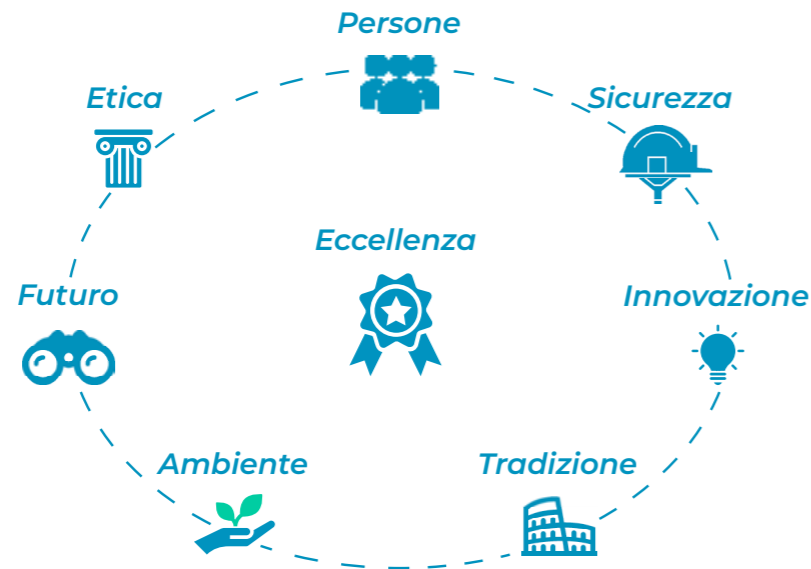 Persone
Etica
Sicurezza
Eccellenza
Futuro
Innovazione
Ambiente
Tradizione